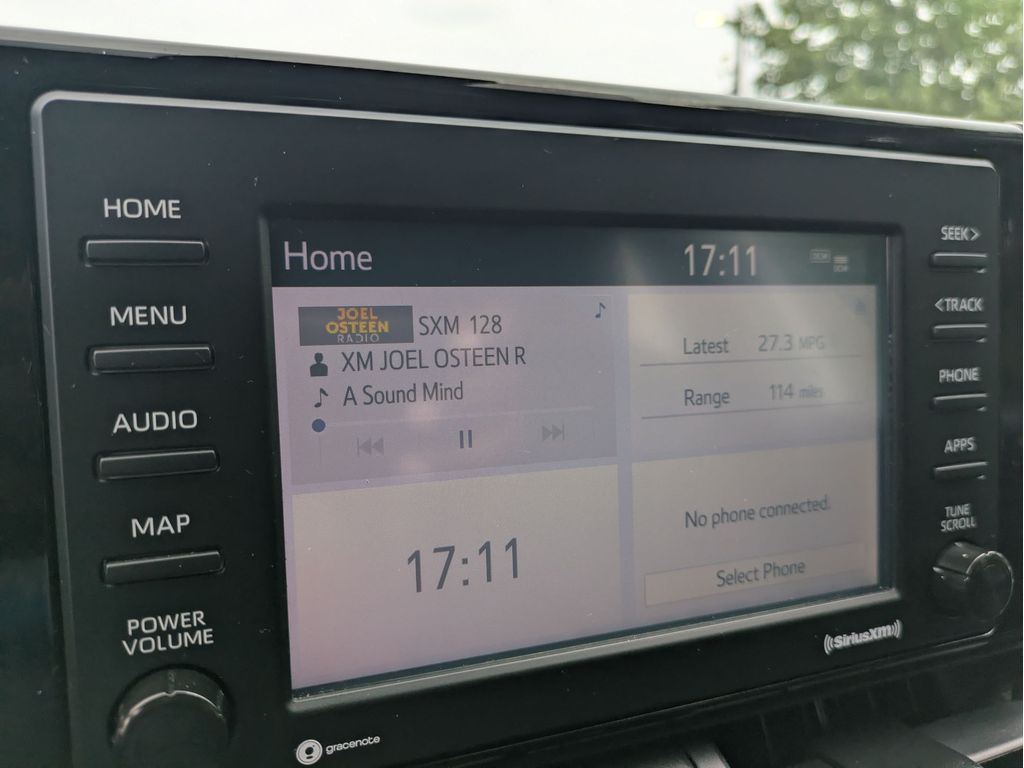 HOME
MENU
AUDIO
MAP
POWER
VOLUME
Home
17:11
DCM
DCM
JOEL
OSTEEN
RADIO
SXM 128
XM JOEL OSTEEN R
A Sound Mind
17:11
Latest 27.3 MPG
Range 114 miles
No phone connected.
Select Phone
SEEK>
<TRACK
PHONE
APPS
TUNE
SCROLL
SiriusXM
gracenote